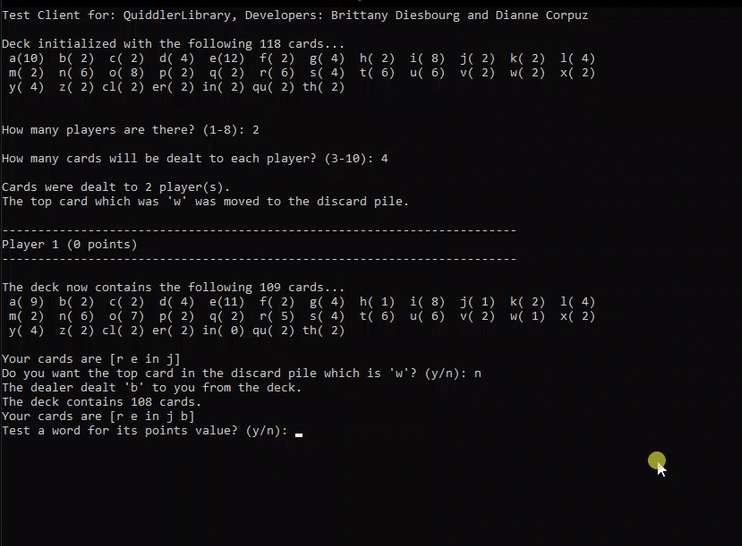 Test Client for: QuiddlerLibrary, Developers: Brittany Diesbourg and Dianne Corpuz
Deck initialized with the following 118 cards...
a(10) b( 2) c( 2) d( 4) e(12) f( 2) g( 4) h( 2) i( 8) j( 2) k( 2) l( 4)
m( 2) n( 6) o( 8) p( 2) q( 2) r( 6) s( 4) t( 6) u( 6) v( 2) w( 2) x( 2)
y( 4) z( 2) cl( 2) er( 2) in( 2) qu( 2) th( 2)
How many players are there? (1-8): 2
How many cards will be dealt to each player? (3-10): 4
Cards were dealt to 2 player(s).
The top card which was 'w' was moved to the discard pile.
------------------------------------------------------------------------
Player 1 (0 points)
------------------------------------------------------------------------
The deck now contains the following 109 cards...
a( 9) b( 2) c( 2) d( 4) e(11) f( 2) g( 4) h( 1) i( 8) j( 1) k( 2) l( 4)
m( 2) n( 6) o( 7) p( 2) q( 2) r( 5) s( 4) t( 6) u( 6) v( 2) w( 1) x( 2)
y( 4) z( 2) cl( 2) er( 2) in( 0) qu( 2) th( 2)
Your cards are [r e in j]
Do you want the top card in the discard pile which is 'w'? (y/n): n
The dealer dealt 'b' to you from the deck.
The deck contains 108 cards.
Your cards are [r e in j b]
Test a word for its points value? (y/n):